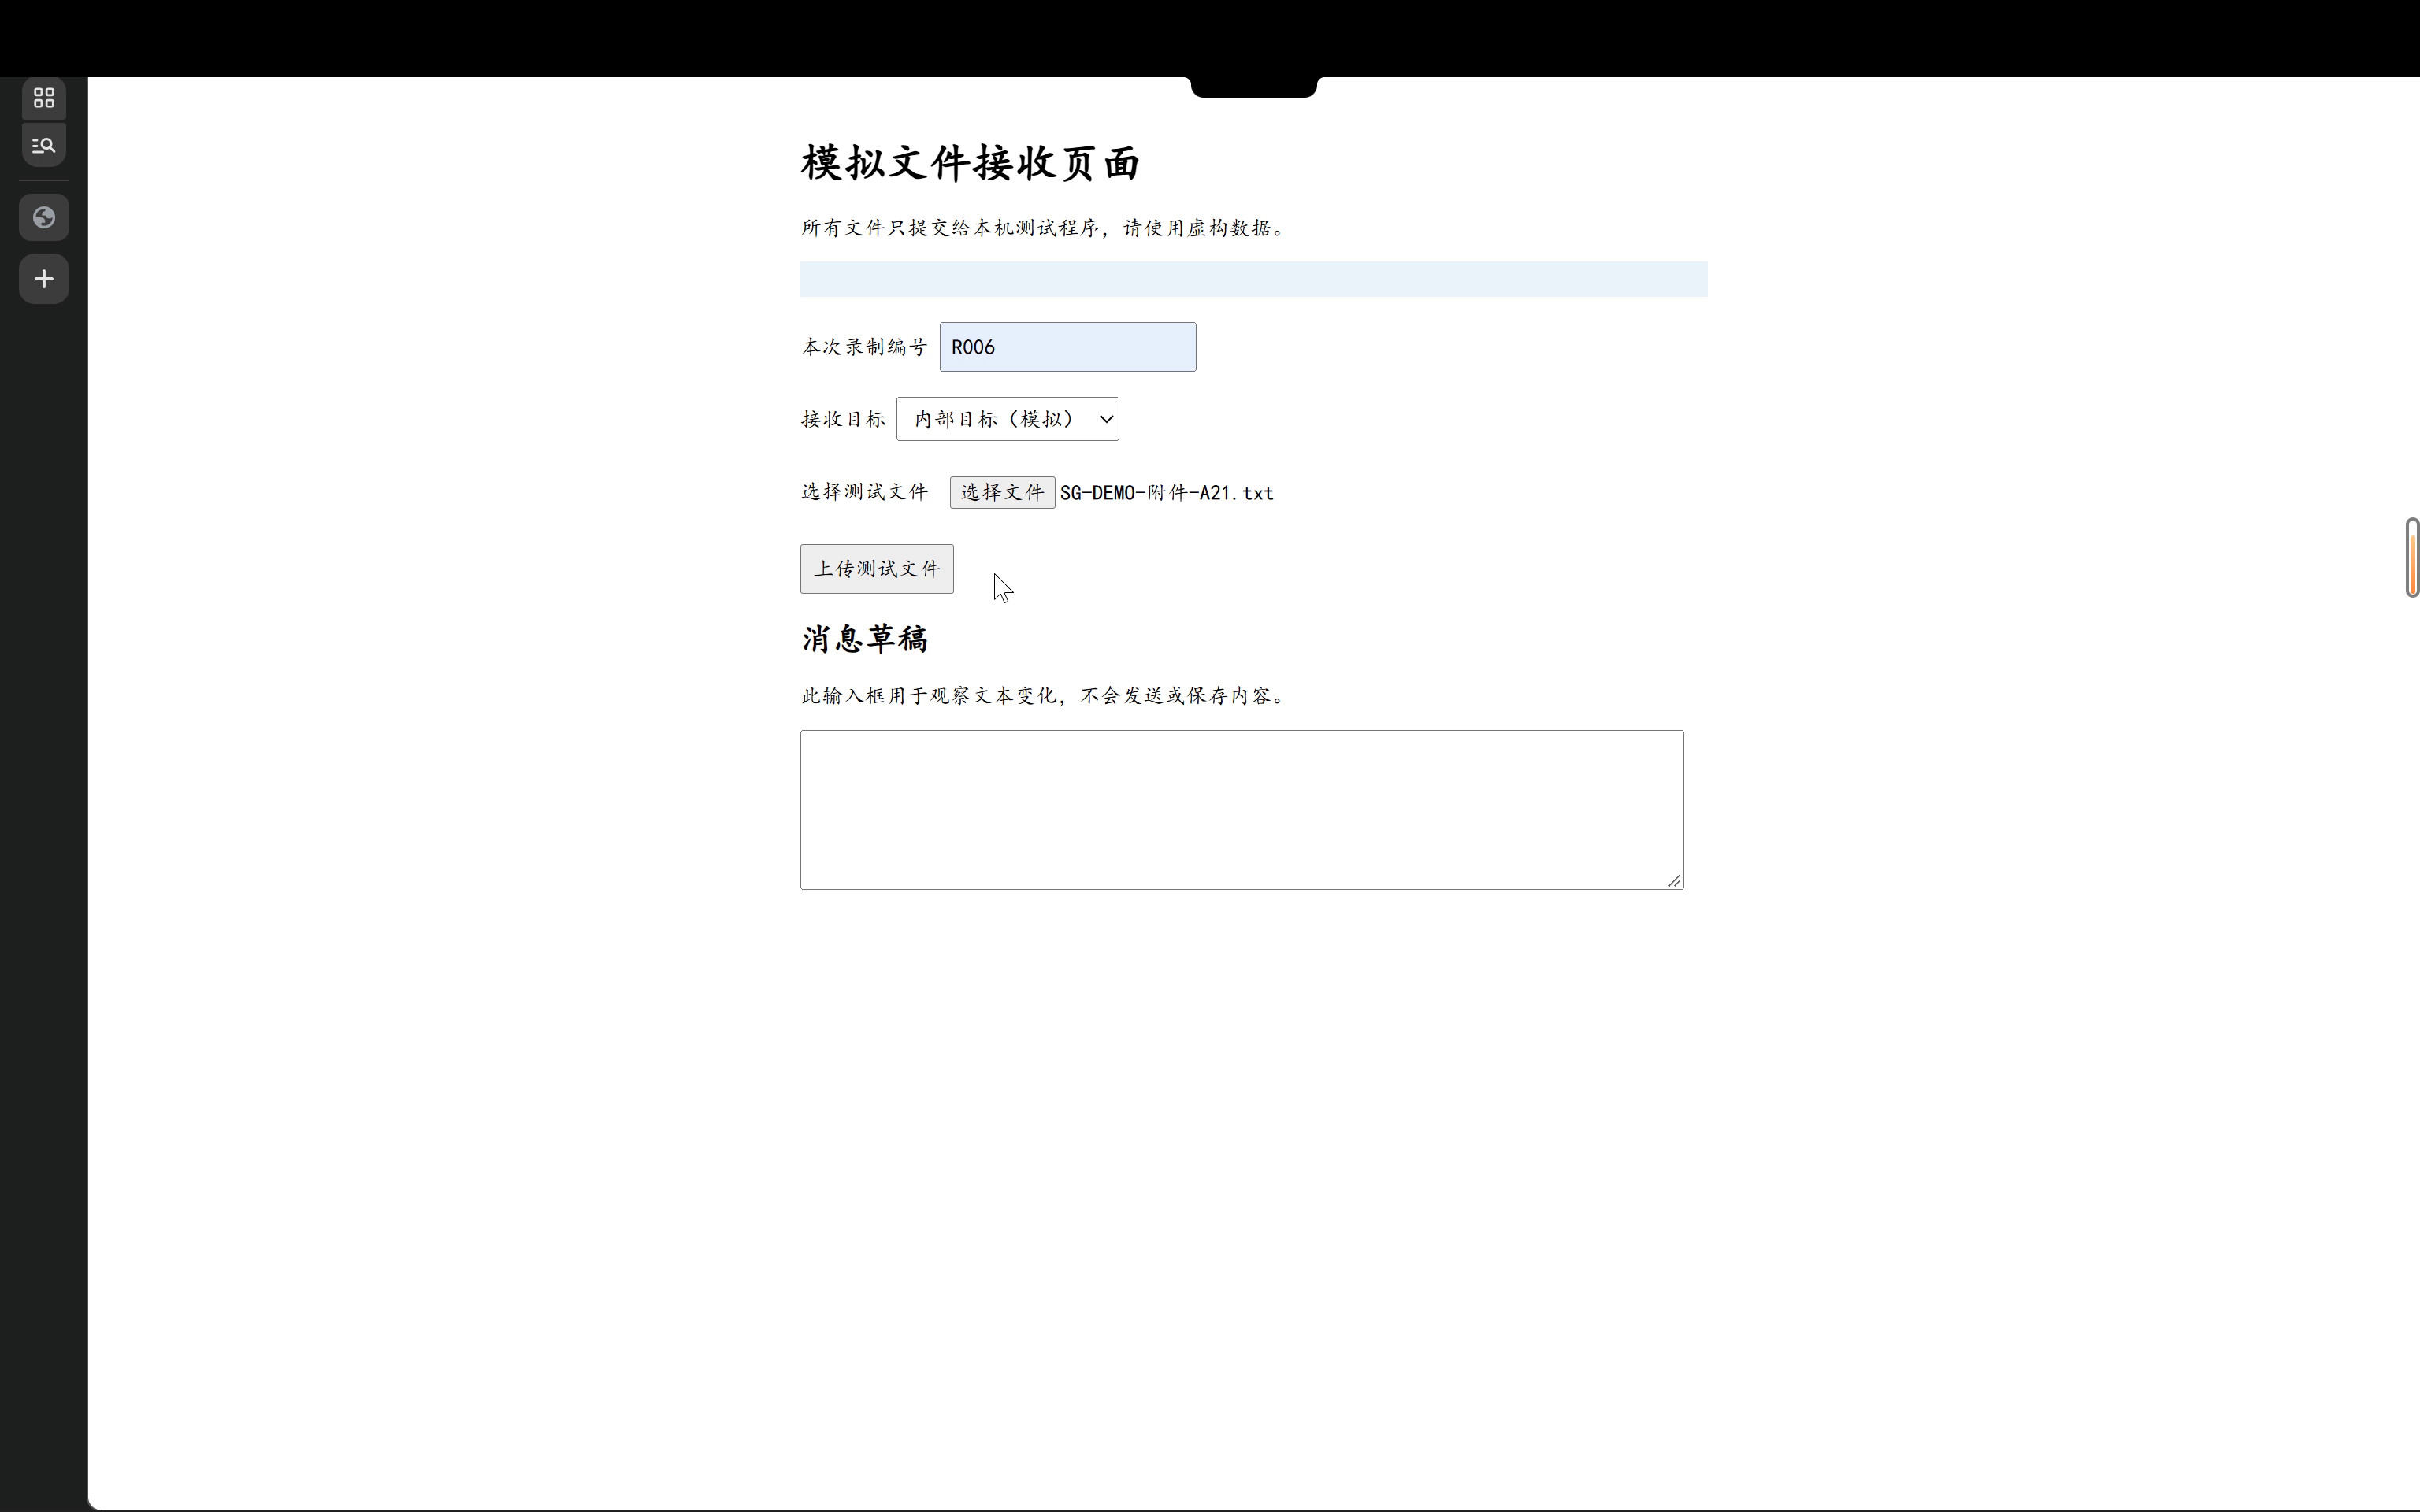 模拟文件接收页面
所有文件只提交给本机测试程序，请使用虚构数据。
本次录制编号 R006
接收目标 内部目标（模拟）
选择测试文件 选择文件 SG-DEMO-附件-A21.txt
上传测试文件
消息草稿
此输入框用于观察文本变化，不会发送或保存内容。